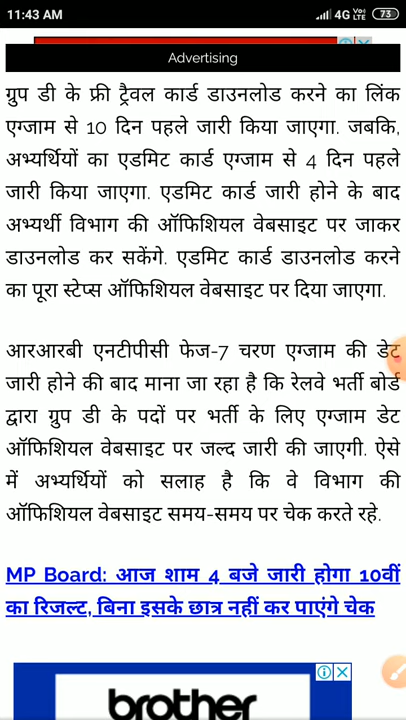 11:43 AM
4G VoLTE 73
Advertising
ग्रुप डी के फ्री ट्रैवल कार्ड डाउनलोड करने का लिंक
एग्जाम से 10 दिन पहले जारी किया जाएगा. जबकि,
अभ्यर्थियों का एडमिट कार्ड एग्जाम से 4 दिन पहले
जारी किया जाएगा. एडमिट कार्ड जारी होने के बाद
अभ्यर्थी विभाग की ऑफिशियल वेबसाइट पर जाकर
डाउनलोड कर सकेंगे. एडमिट कार्ड डाउनलोड करने
का पूरा स्टेप्स ऑफिशियल वेबसाइट पर दिया जाएगा.
आरआरबी एनटीपीसी फेज-7 चरण एग्जाम की डेट
जारी होने की बाद माना जा रहा है कि रेलवे भर्ती बोर्ड
द्वारा ग्रुप डी के पदों पर भर्ती के लिए एग्जाम डेट
ऑफिशियल वेबसाइट पर जल्द जारी की जाएगी. ऐसे
में अभ्यर्थियों को सलाह है कि वे विभाग की
ऑफिशियल वेबसाइट समय-समय पर चेक करते रहे.
MP Board: आज शाम 4 बजे जारी होगा 10वीं
का रिजल्ट, बिना इसके छात्र नहीं कर पाएंगे चेक
brother